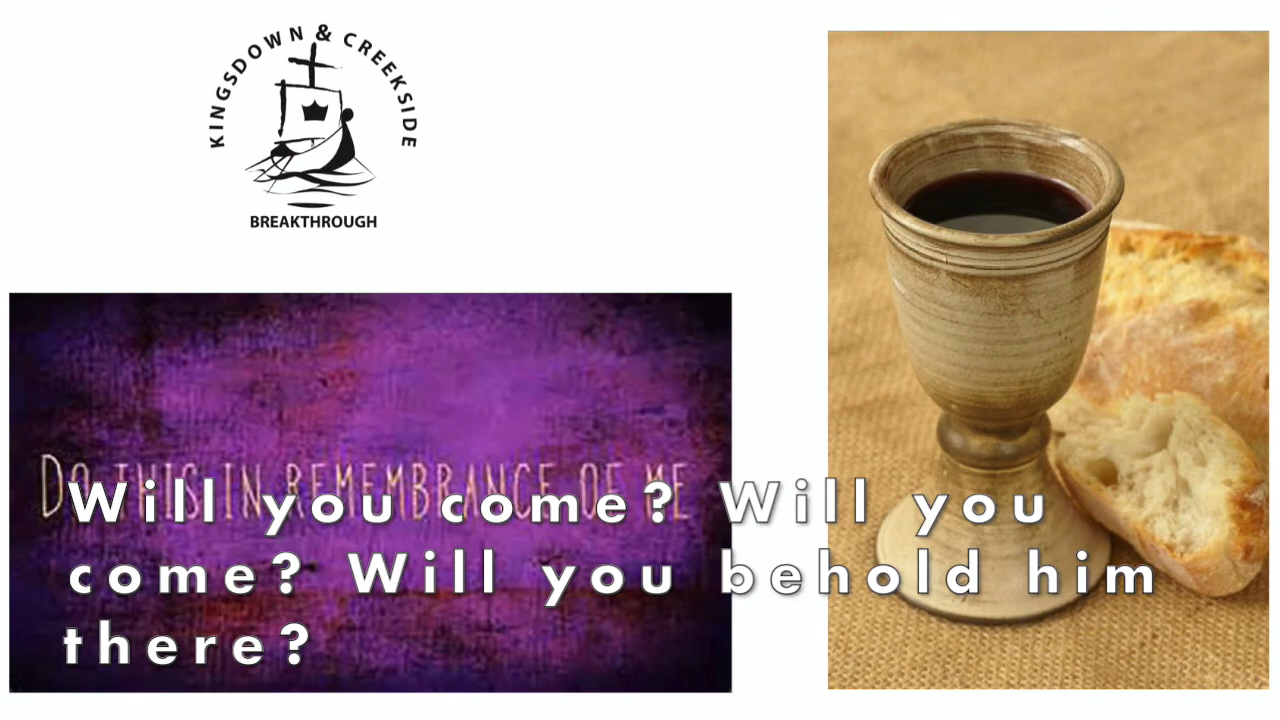 KINGSDOWN & CREEKSIDE
BREAKTHROUGH
DO THIS IN REMEMBRANCE OF ME
Will you come? Will you
come? Will you behold him
there?